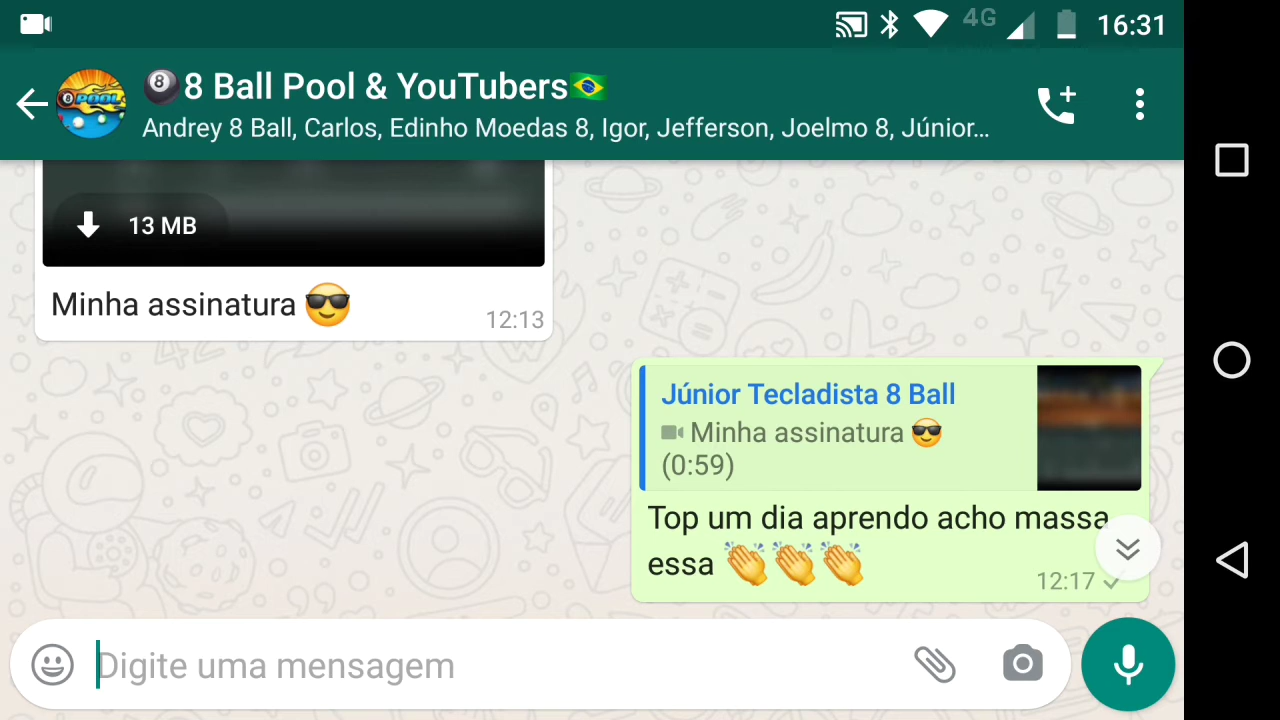 4G 16:31
🎱8 Ball Pool & YouTubers🇧🇷
Andrey 8 Ball, Carlos, Edinho Moedas 8, Igor, Jefferson, Joelmo 8, Júnior...
13 MB
Minha assinatura 😎
12:13
Júnior Tecladista 8 Ball
Minha assinatura 😎
(0:59)
Top um dia aprendo acho massa
essa 👏👏👏
12:17
Digite uma mensagem